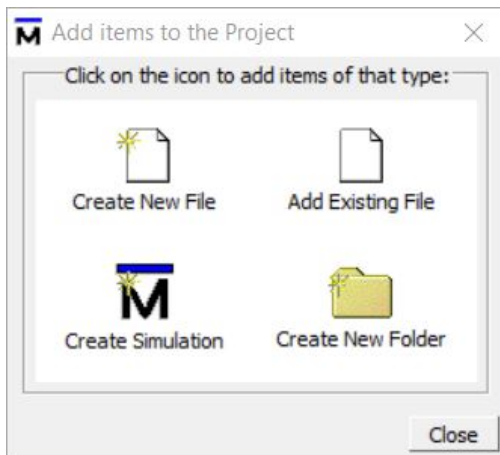 M Add items to the Project
Click on the icon to add items of that type:
Create New File Add Existing File
M
Create Simulation Create New Folder
Close